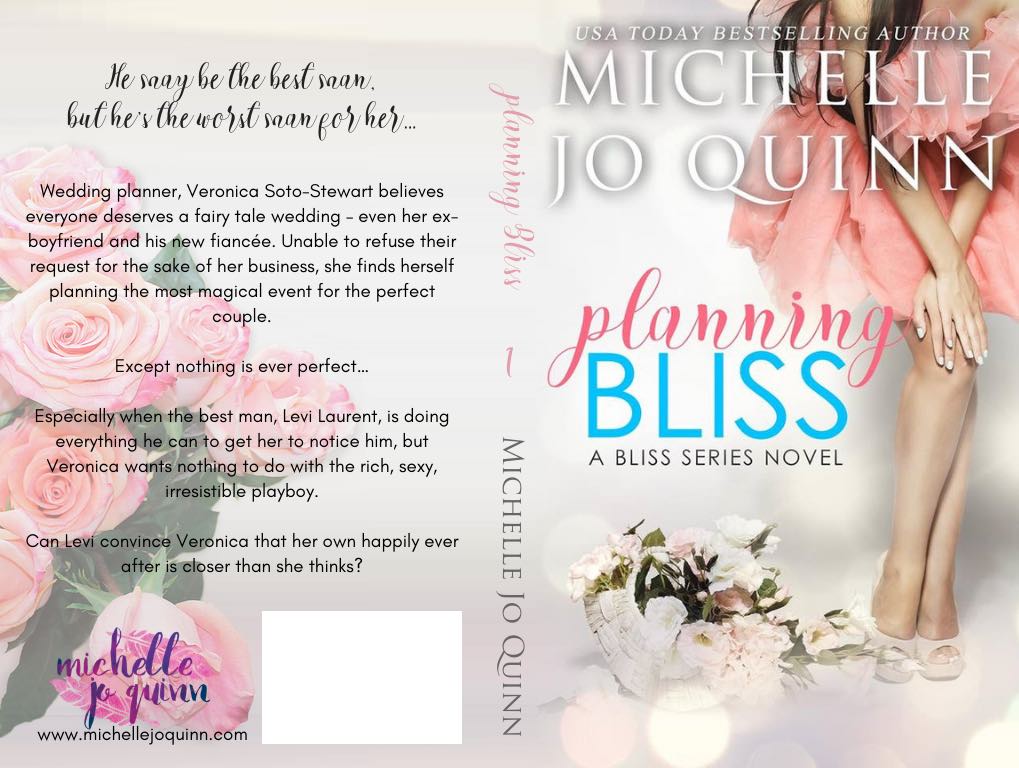 He may be the best man,
but he's the worst man for her...
Wedding planner, Veronica Soto-Stewart believes
everyone deserves a fairy tale wedding – even her ex-
boyfriend and his new fiancée. Unable to refuse their
request for the sake of her business, she finds herself
planning the most magical event for the perfect
couple.
Except nothing is ever perfect...
Especially when the best man, Levi Laurent, is doing
everything he can to get her to notice him, but
Veronica wants nothing to do with the rich, sexy,
irresistible playboy.
Can Levi convince Veronica that her own happily ever
after is closer than she thinks?
michelle
jo quinn
www.michellejoquinn.com
planning Bliss
1
MICHELLE JO QUINN
USA TODAY BESTSELLING AUTHOR
MICHELLE
JO QUINN
planning
BLISS
A BLISS SERIES NOVEL